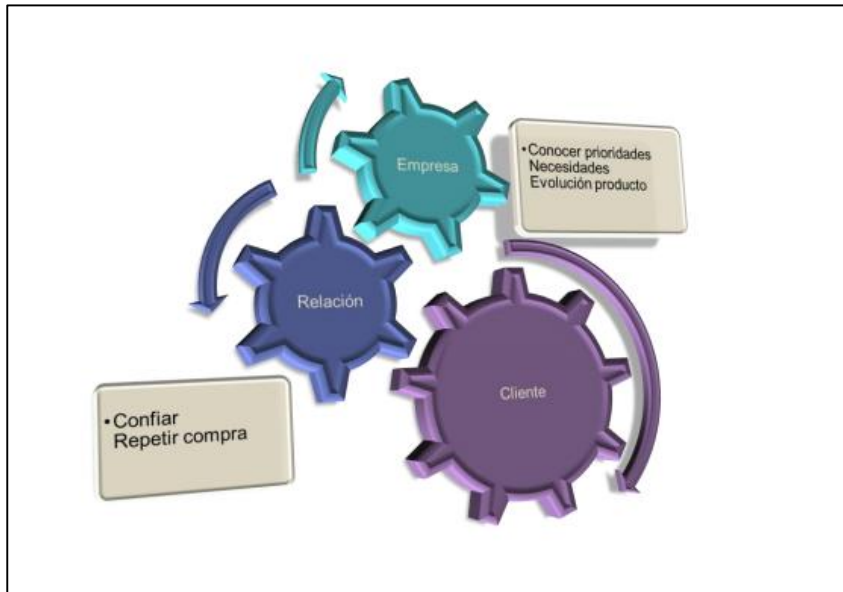 Empresa
•Conocer prioridades
Necesidades
Evolución producto
Relación
Cliente
•Confiar
Repetir compra